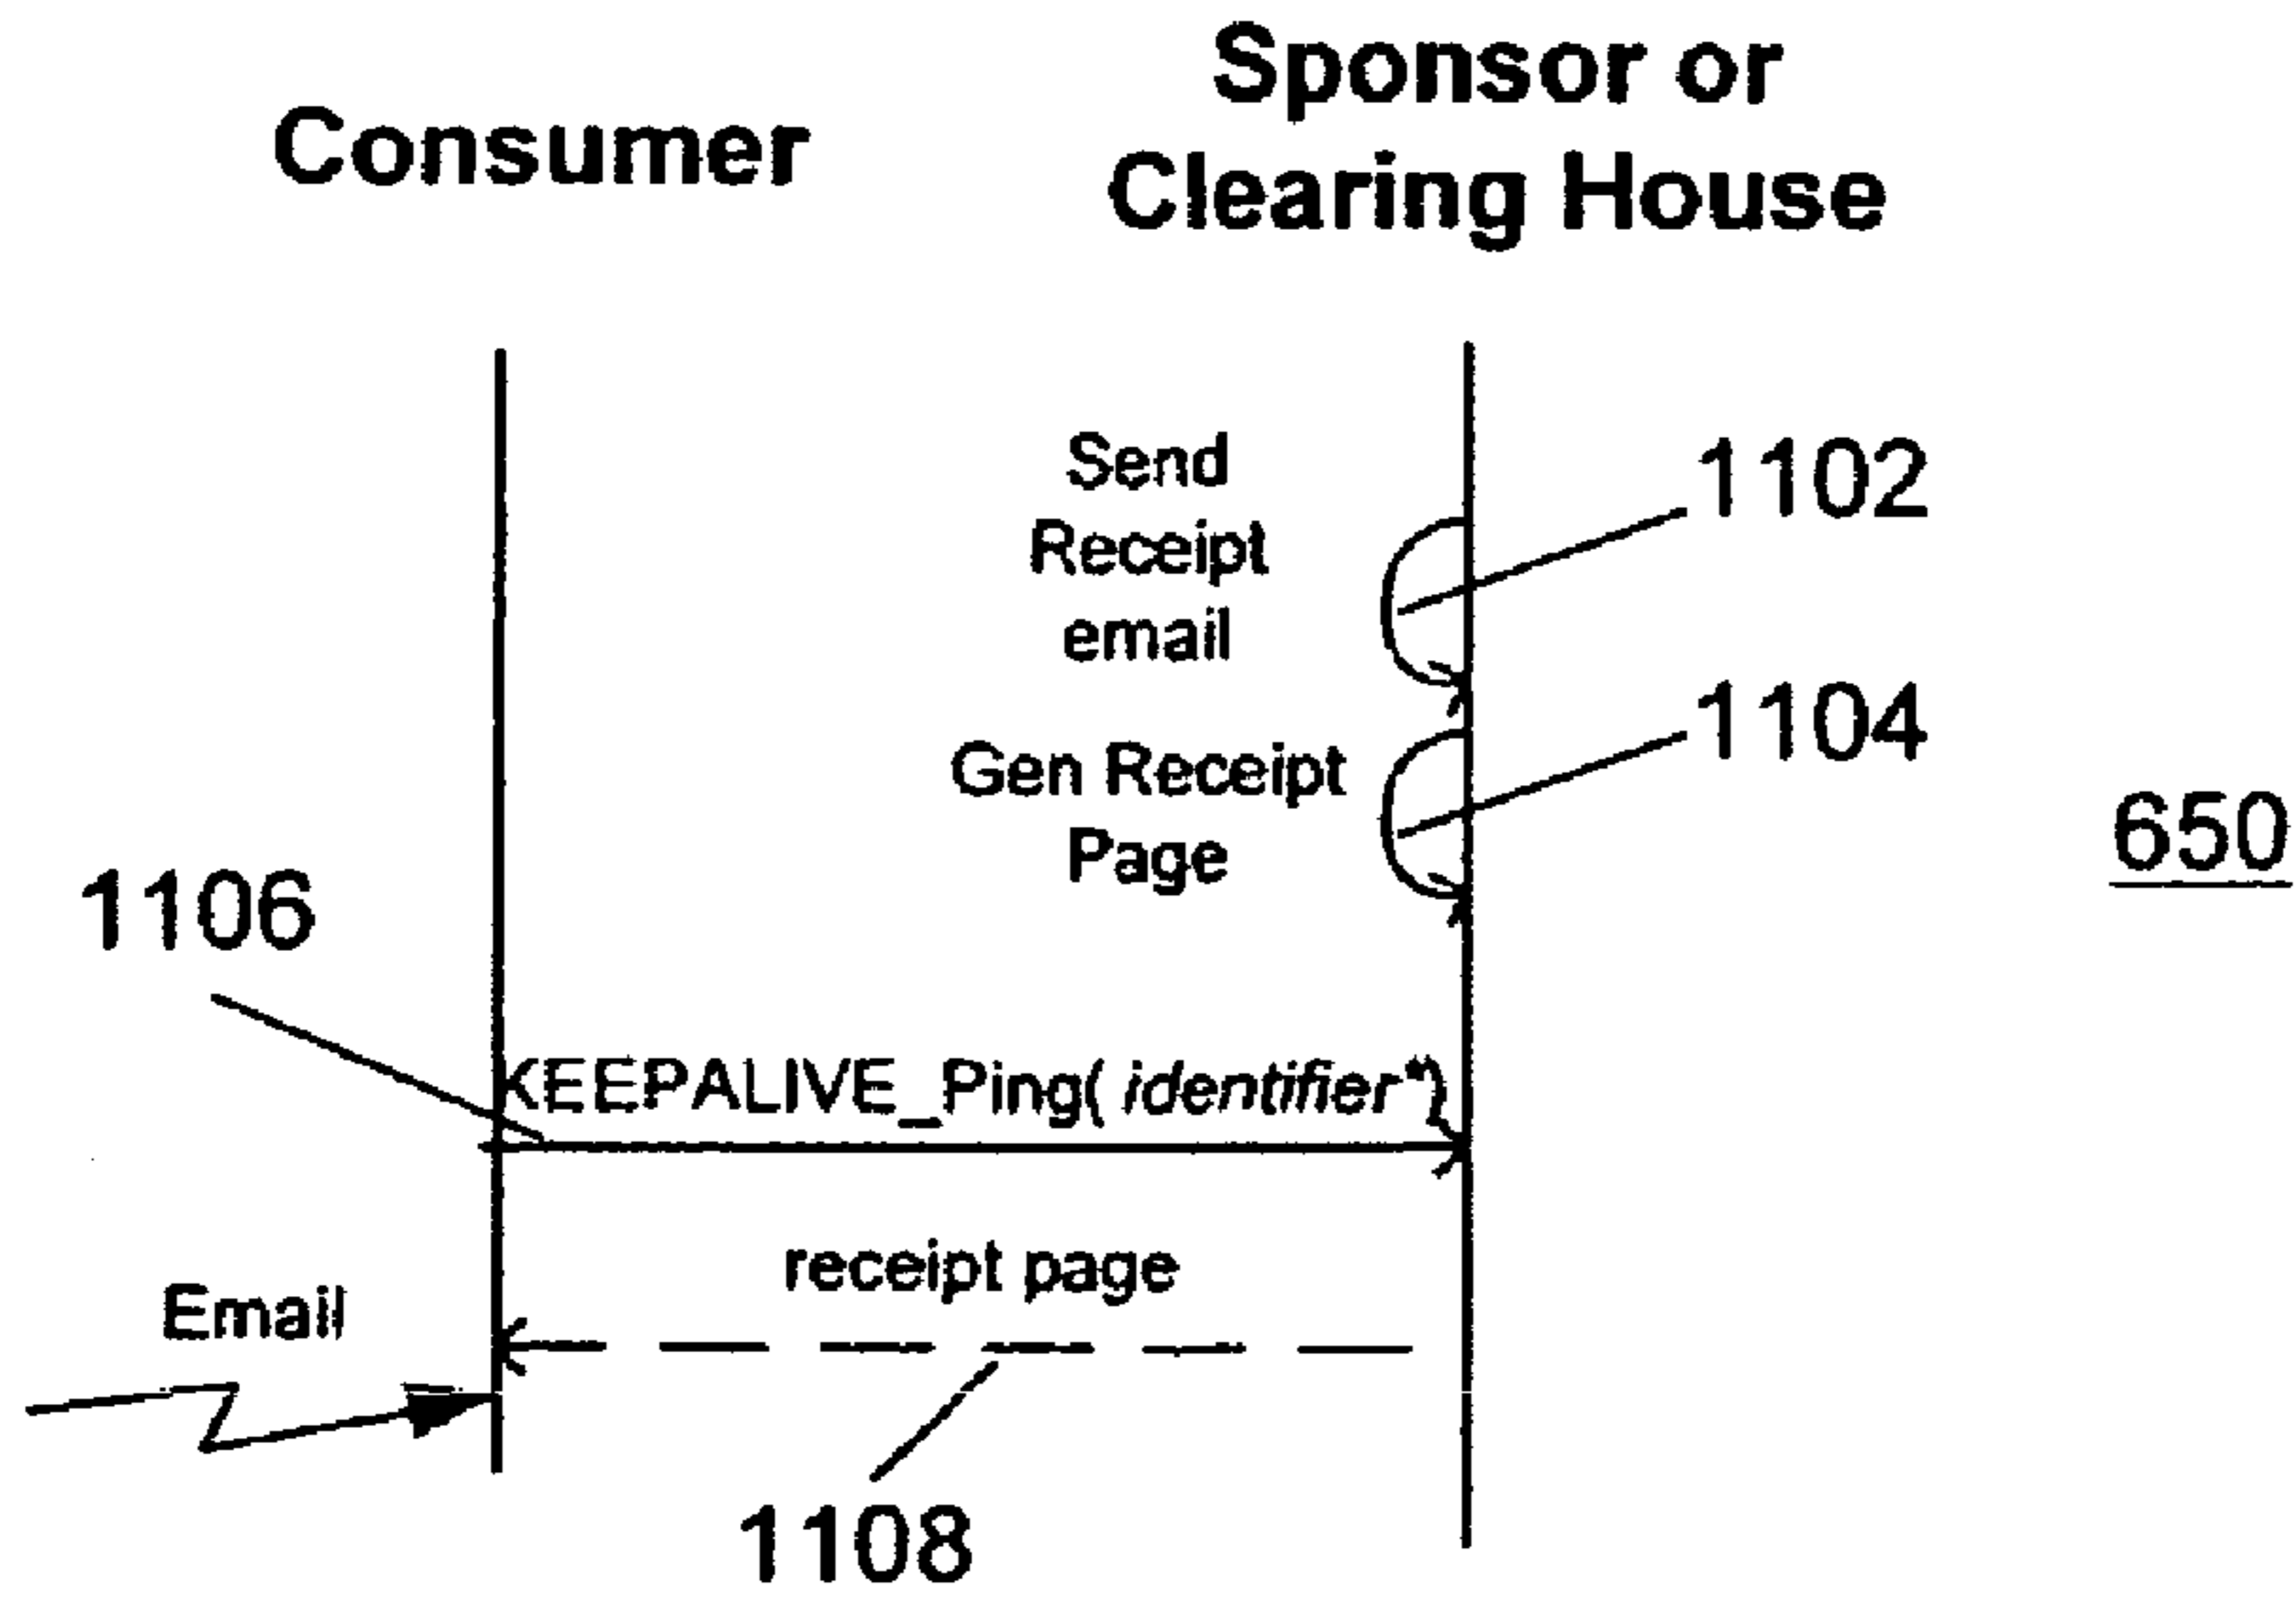 Consumer
Sponsor or
Clearing House
Send
Receipt
email
1102
Gen Receipt
Page
1104
650
1106
KEEPALIVE_Ping( identifier")
receipt page
Email
1108